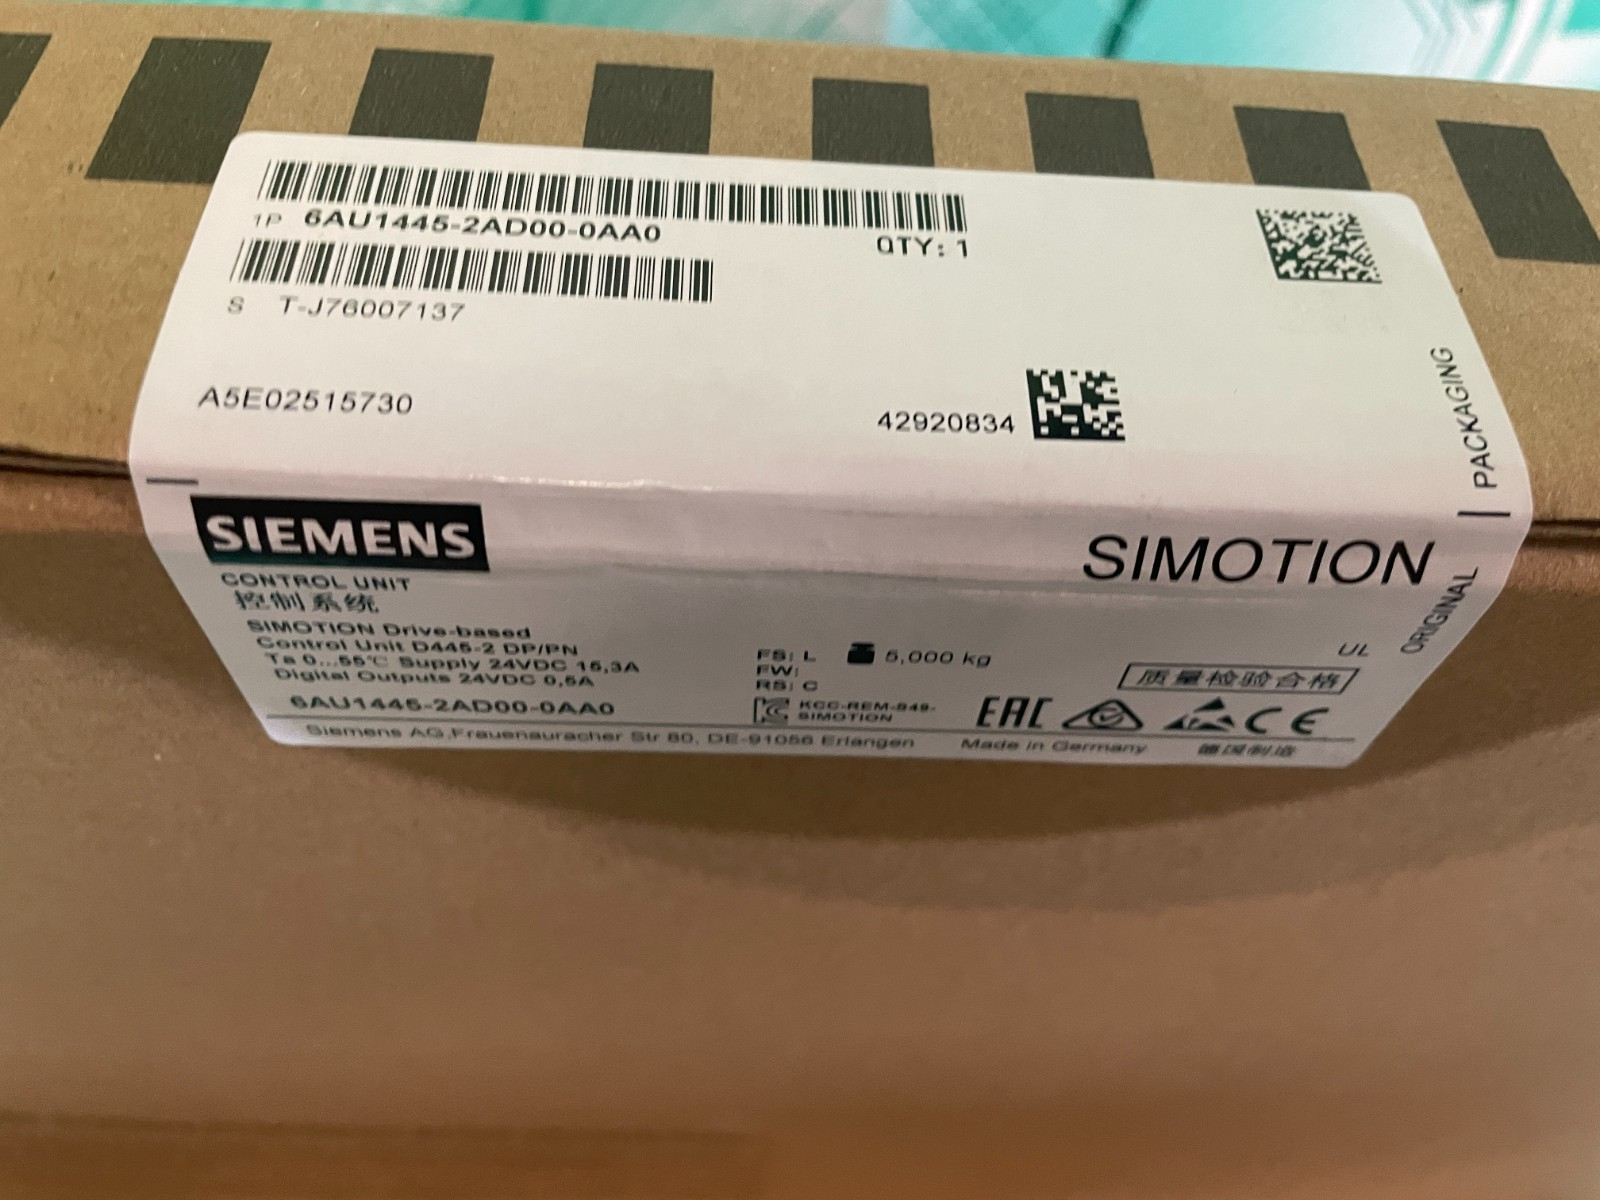 1P 6AU1445-2AD00-0AA0
QTY: 1
S T-J76007137
A5E02515730
42920834
ORIGINAL | PACKAGING
SIEMENS
SIMOTION
CONTROL UNIT
控制系统
SIMOTION Drive-based
Control Unit D445-2 DP/PN
Ta 0...55℃ Supply 24VDC 15,3A
Digital Outputs 24VDC 0,5A
6AU1445-2AD00-0AA0
FS: L
5,000 kg
FW:
RS: C
KCC-REM-S49-
SIMOTION
UL
质量检验合格
EAC
CE
Siemens AG,Frauenauracher Str 80, DE-91056 Erlangen
Made in Germany
德国制造